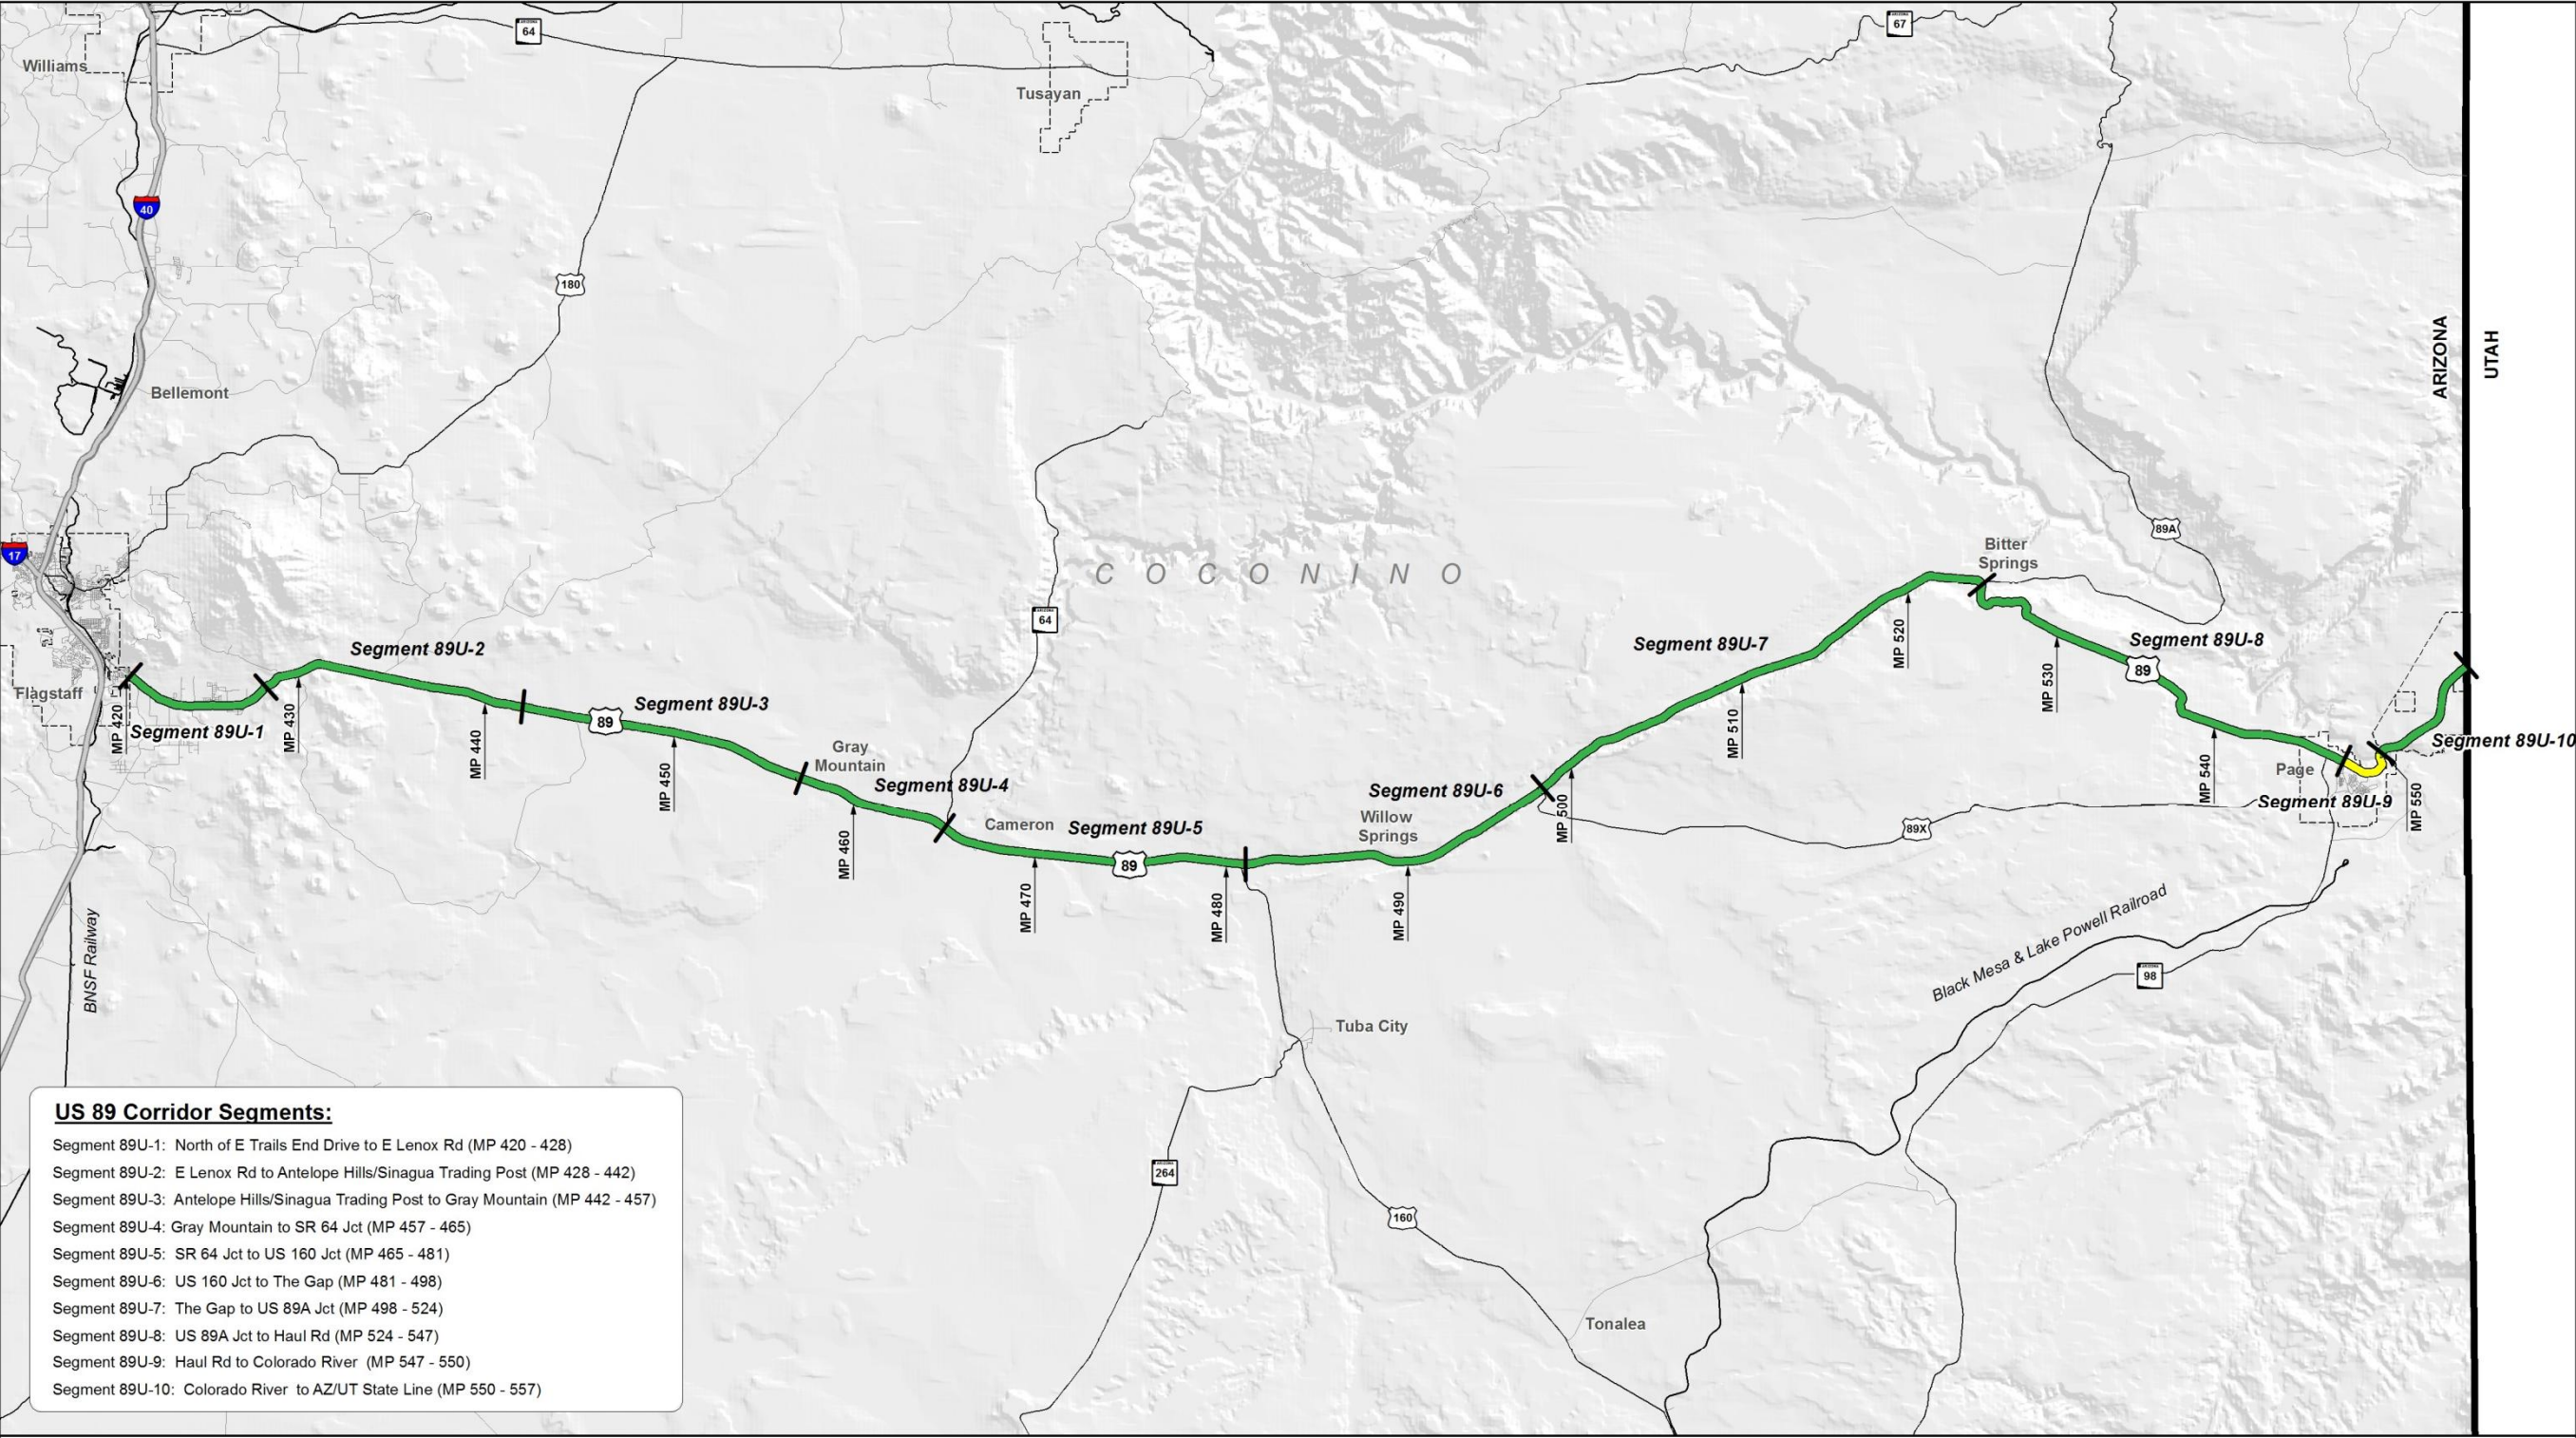 64
67
Williams
Tusayan
40
180
ARIZONA
UTAH
Bellemont
89A
17
Bitter
Springs
COCONINO
64
Segment 89U-2
Segment 89U-7
MP 520
Segment 89U-8
89
MP 530
Flagstaff
MP 420
Segment 89U-1
MP 430
MP 440
89
Segment 89U-3
MP 450
Gray
Mountain
Segment 89U-4
MP 460
Cameron
Segment 89U-5
89
MP 470
MP 480
Segment 89U-6
Willow
Springs
MP 490
MP 500
MP 510
89X
MP 540
Page
Segment 89U-9
MP 550
Segment 89U-10
BNSF Railway
Black Mesa & Lake Powell Railroad
98
Tuba City
264
160
Tonalea
US 89 Corridor Segments:
Segment 89U-1: North of E Trails End Drive to E Lenox Rd (MP 420 - 428)
Segment 89U-2: E Lenox Rd to Antelope Hills/Sinagua Trading Post (MP 428 - 442)
Segment 89U-3: Antelope Hills/Sinagua Trading Post to Gray Mountain (MP 442 - 457)
Segment 89U-4: Gray Mountain to SR 64 Jct (MP 457 - 465)
Segment 89U-5: SR 64 Jct to US 160 Jct (MP 465 - 481)
Segment 89U-6: US 160 Jct to The Gap (MP 481 - 498)
Segment 89U-7: The Gap to US 89A Jct (MP 498 - 524)
Segment 89U-8: US 89A Jct to Haul Rd (MP 524 - 547)
Segment 89U-9: Haul Rd to Colorado River (MP 547 - 550)
Segment 89U-10: Colorado River to AZ/UT State Line (MP 550 - 557)